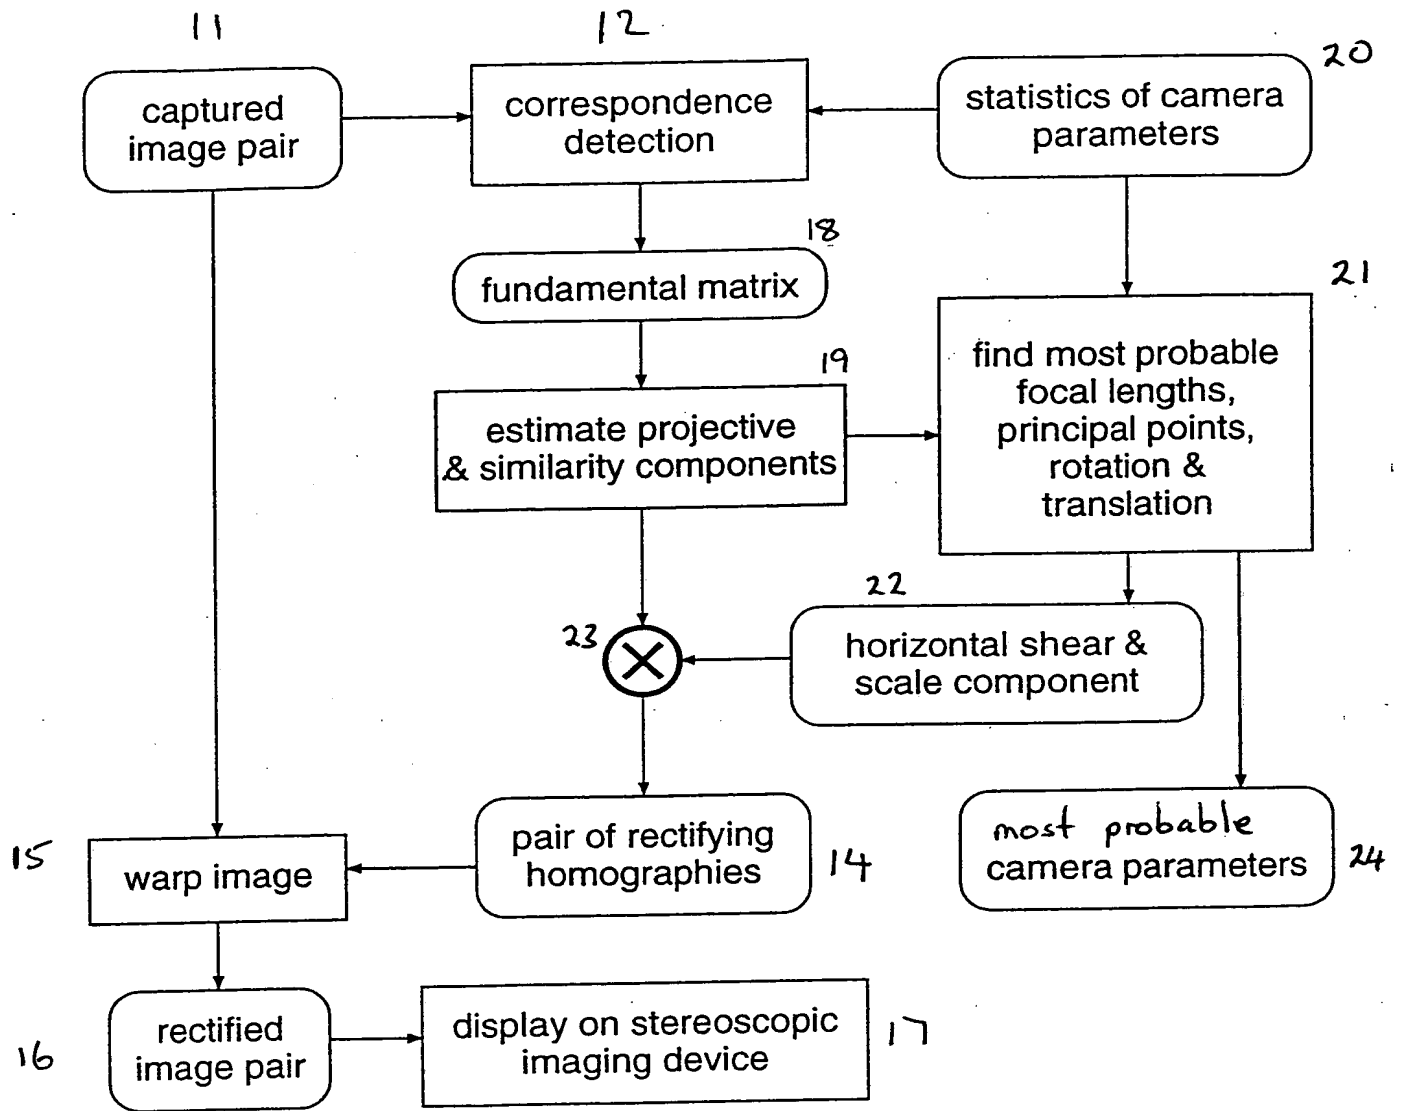 11
12
20
captured
image pair
correspondence
detection
statistics of camera
parameters
18
fundamental matrix
21
19
estimate projective
& similarity components
find most probable
focal lengths,
principal points,
rotation &
translation
22
23
horizontal shear &
scale component
15
warp image
pair of rectifying
homographies
14
most probable
camera parameters
24
16
rectified
image pair
display on stereoscopic
imaging device
17